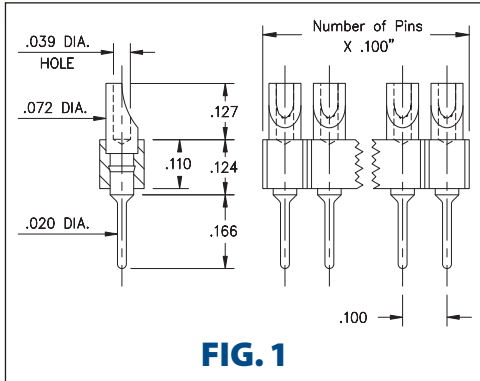 .039 DIA.
HOLE
.072 DIA.
.020 DIA.
.127
.110
.124
.166
Number of Pins
X .100"
.100
FIG. 1